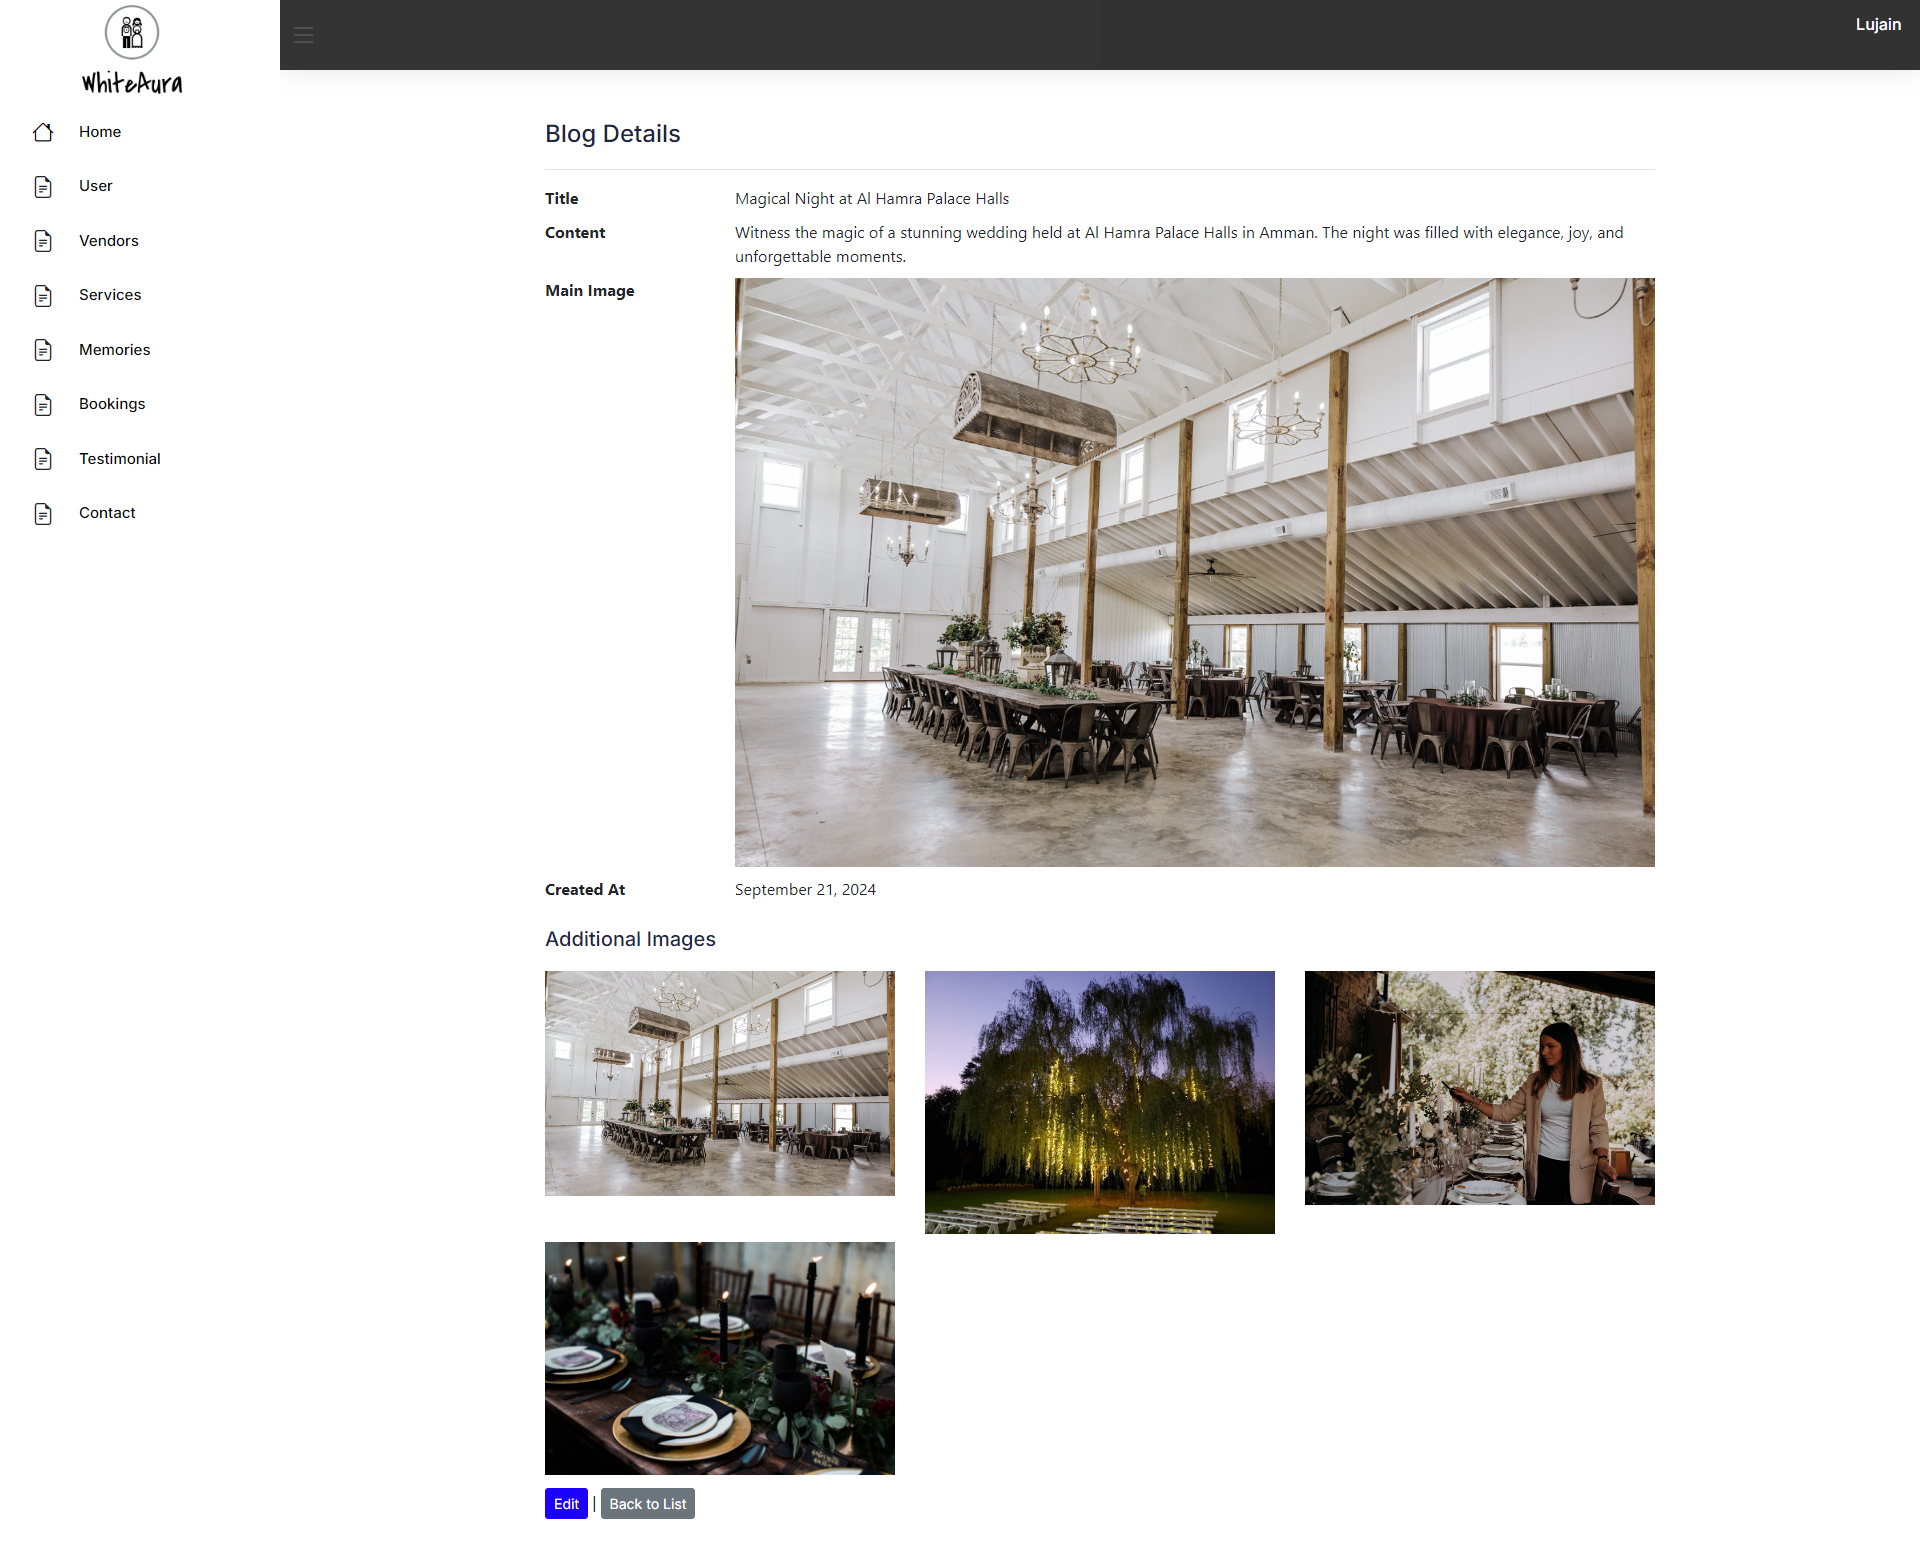 WhiteAura
Lujain
Home
User
Vendors
Services
Memories
Bookings
Testimonial
Contact
Blog Details
Title
Magical Night at Al Hamra Palace Halls
Content
Witness the magic of a stunning wedding held at Al Hamra Palace Halls in Amman. The night was filled with elegance, joy, and
unforgettable moments.
Main Image
Created At
September 21, 2024
Additional Images
Edit | Back to List